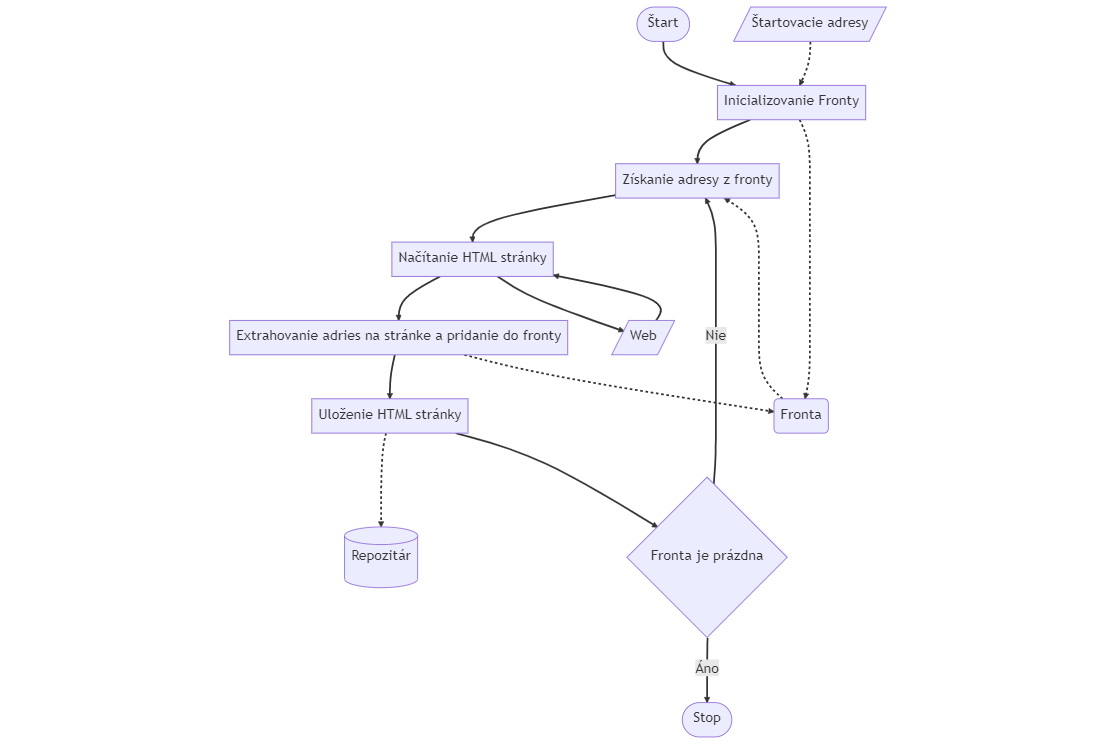 Štart
Štartovacie adresy
Inicializovanie Fronty
Získanie adresy z fronty
Načítanie HTML stránky
Extrahovanie adries na stránke a pridanie do fronty
Web
Nie
Uloženie HTML stránky
Fronta
Repozitár
Fronta je prázdna
Áno
Stop